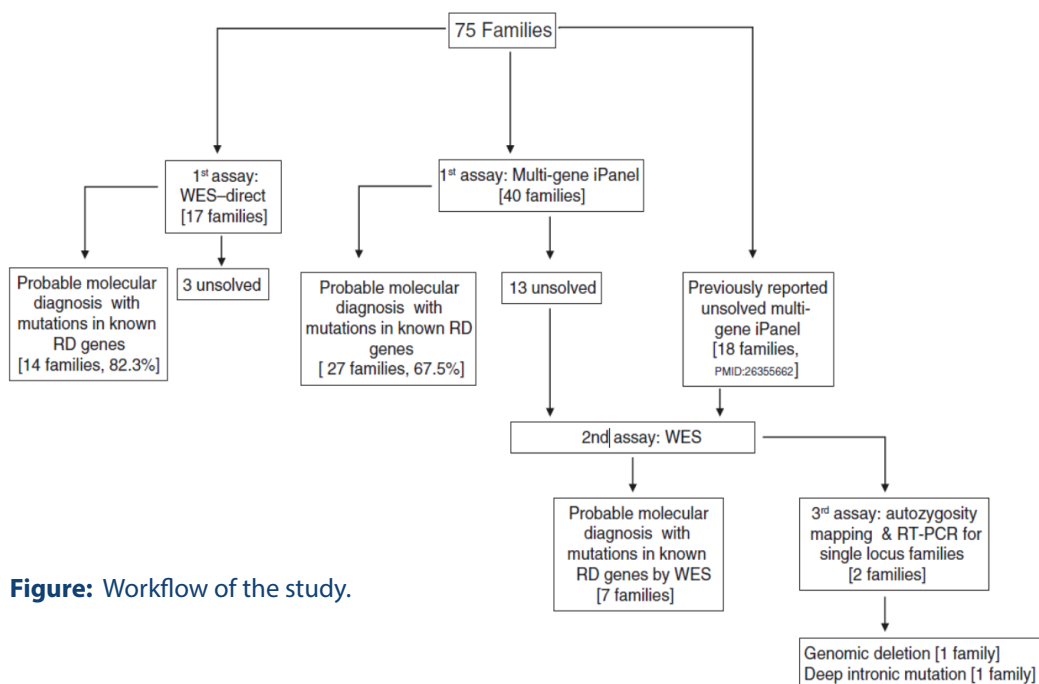 75 Families
1st assay:
WES–direct
[17 families]
1st assay: Multi-gene iPanel
[40 families]
Probable molecular
diagnosis with
mutations in known
RD genes
[14 families, 82.3%]
3 unsolved
Probable molecular
diagnosis with
mutations in known RD
genes
[ 27 families, 67.5%]
13 unsolved
Previously reported
unsolved multi-
gene iPanel
[18 families,
PMID:26355662]
2nd assay: WES
Probable molecular
diagnosis with
mutations in known
RD genes by WES
[7 families]
3rd assay: autozygosity
mapping & RT-PCR for
single locus families
[2 families]
Genomic deletion [1 family]
Deep intronic mutation [1 family]
Figure: Workflow of the study.